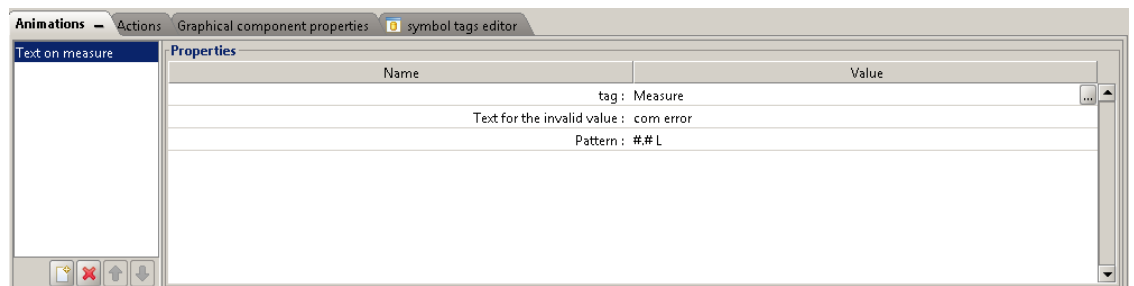 Animations Actions Graphical component properties symbol tags editor
Text on measure
Properties
Name Value
tag : Measure ...
Text for the invalid value : com error
Pattern : #.# L